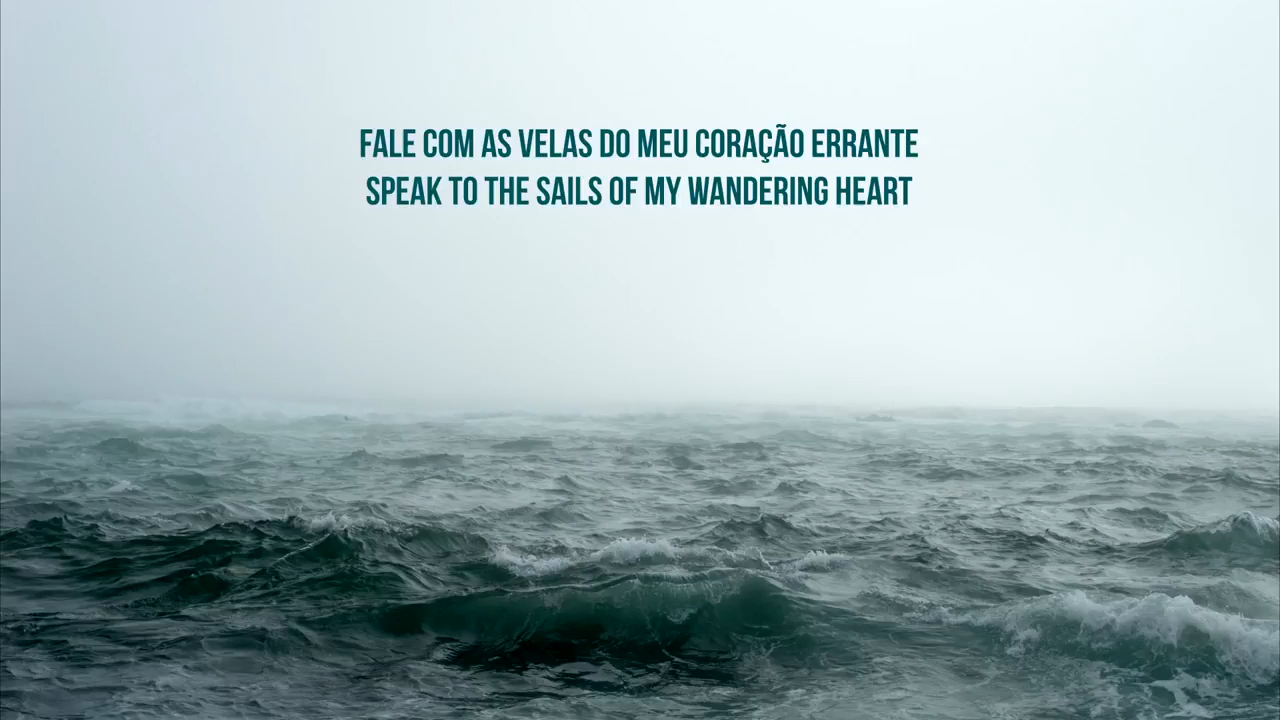 FALE COM AS VELAS DO MEU CORAÇÃO ERRANTE
SPEAK TO THE SAILS OF MY WANDERING HEART